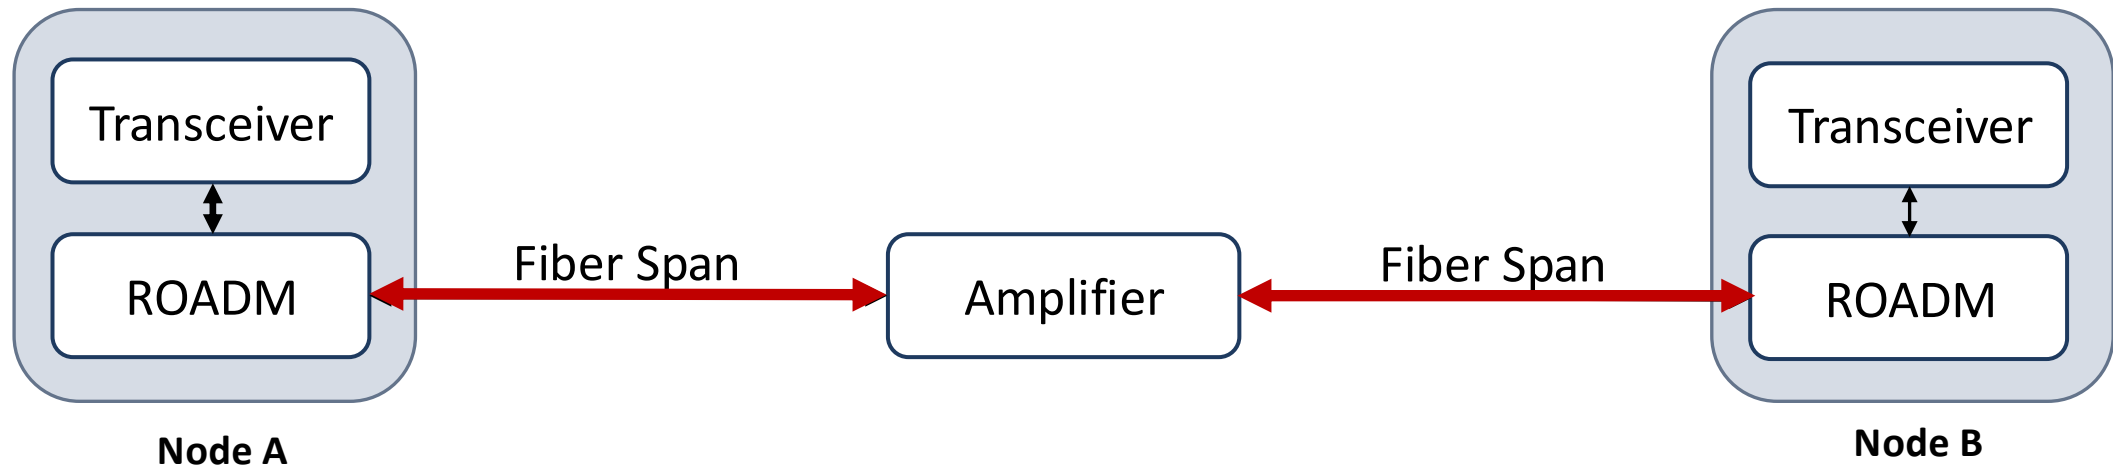 Transceiver
ROADM
Node A
Fiber Span
Amplifier
Fiber Span
Transceiver
ROADM
Node B